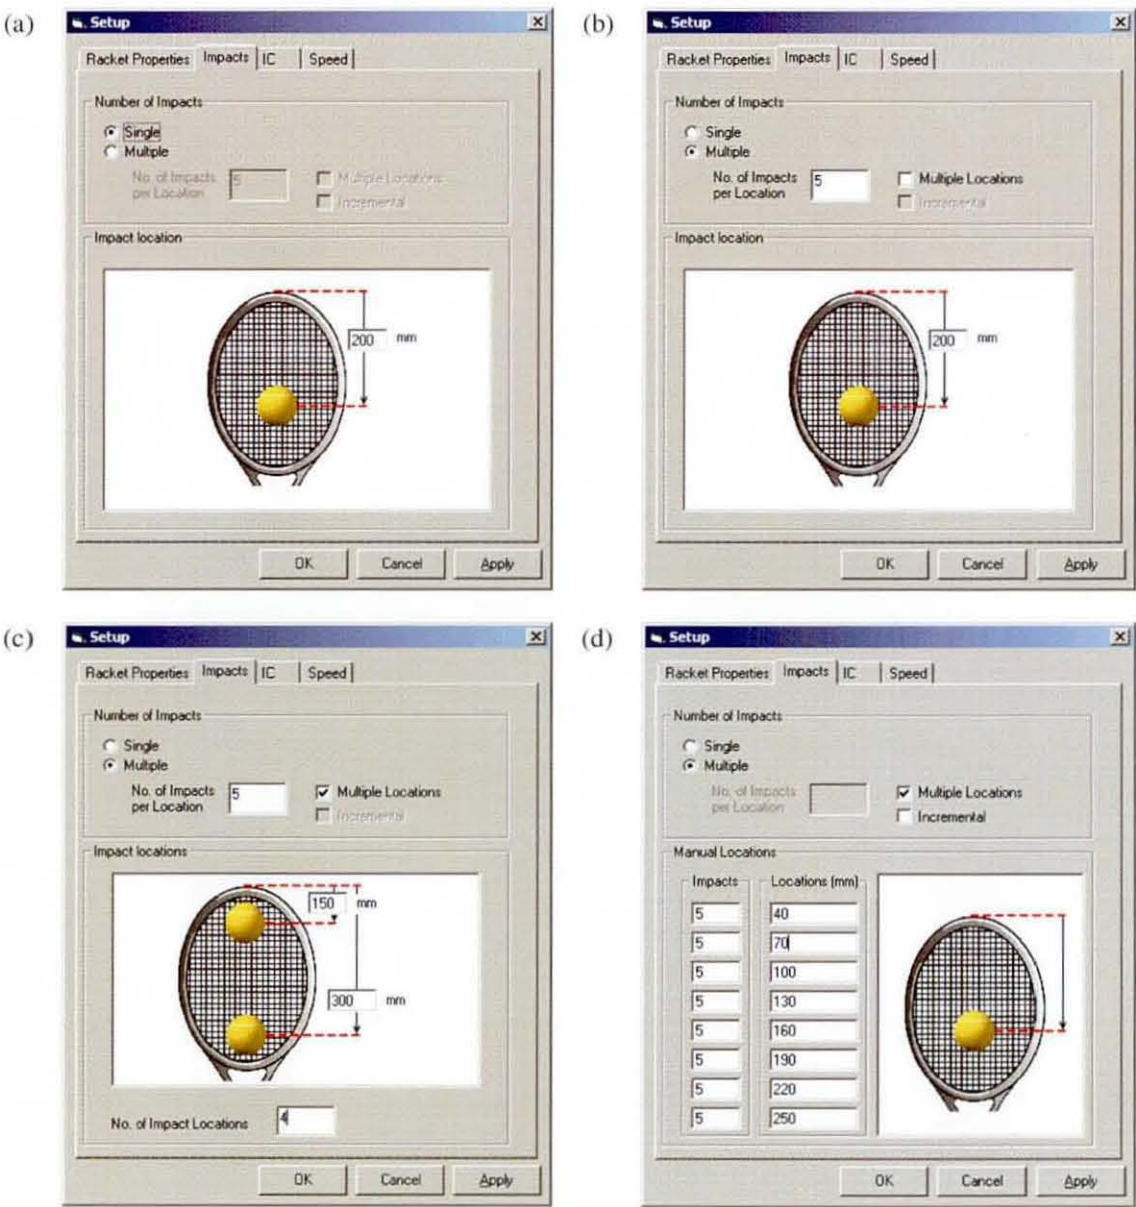 (a)
Setup
Racket Properties Impacts IC Speed
Number of Impacts
Single
Multiple
No. of Impacts per Location 5
Multiple Locations
Incremental
Impact location
200 mm
OK Cancel Apply
(b)
Setup
Racket Properties Impacts IC Speed
Number of Impacts
Single
Multiple
No. of Impacts per Location 5
Multiple Locations
Incremental
Impact location
200 mm
OK Cancel Apply
(c)
Setup
Racket Properties Impacts IC Speed
Number of Impacts
Single
Multiple
No. of Impacts per Location 5
Multiple Locations
Incremental
Impact locations
150 mm
300 mm
No. of Impact Locations 4
OK Cancel Apply
(d)
Setup
Racket Properties Impacts IC Speed
Number of Impacts
Single
Multiple
No. of Impacts per Location
Multiple Locations
Incremental
Manual Locations
Impacts Locations (mm)
5 40
5 70
5 100
5 130
5 160
5 190
5 220
5 250
OK Cancel Apply